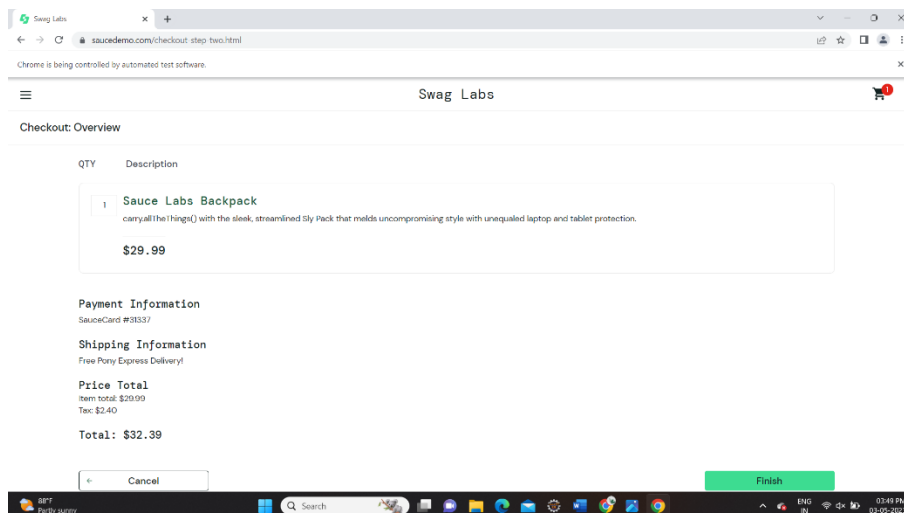 Swag Labs
saucedemo.com/checkout-step-two.html
Chrome is being controlled by automated test software.
Swag Labs
1
Checkout: Overview
QTY Description
1 Sauce Labs Backpack
carry.allTheThings() with the sleek, streamlined Sly Pack that melds uncompromising style with unequaled laptop and tablet protection.
$29.99
Payment Information
SauceCard #31337
Shipping Information
Free Pony Express Delivery!
Price Total
Item total: $29.99
Tax: $2.40
Total: $32.39
Cancel Finish
88°F
Partly sunny
Search
ENG
IN
03:49 PM